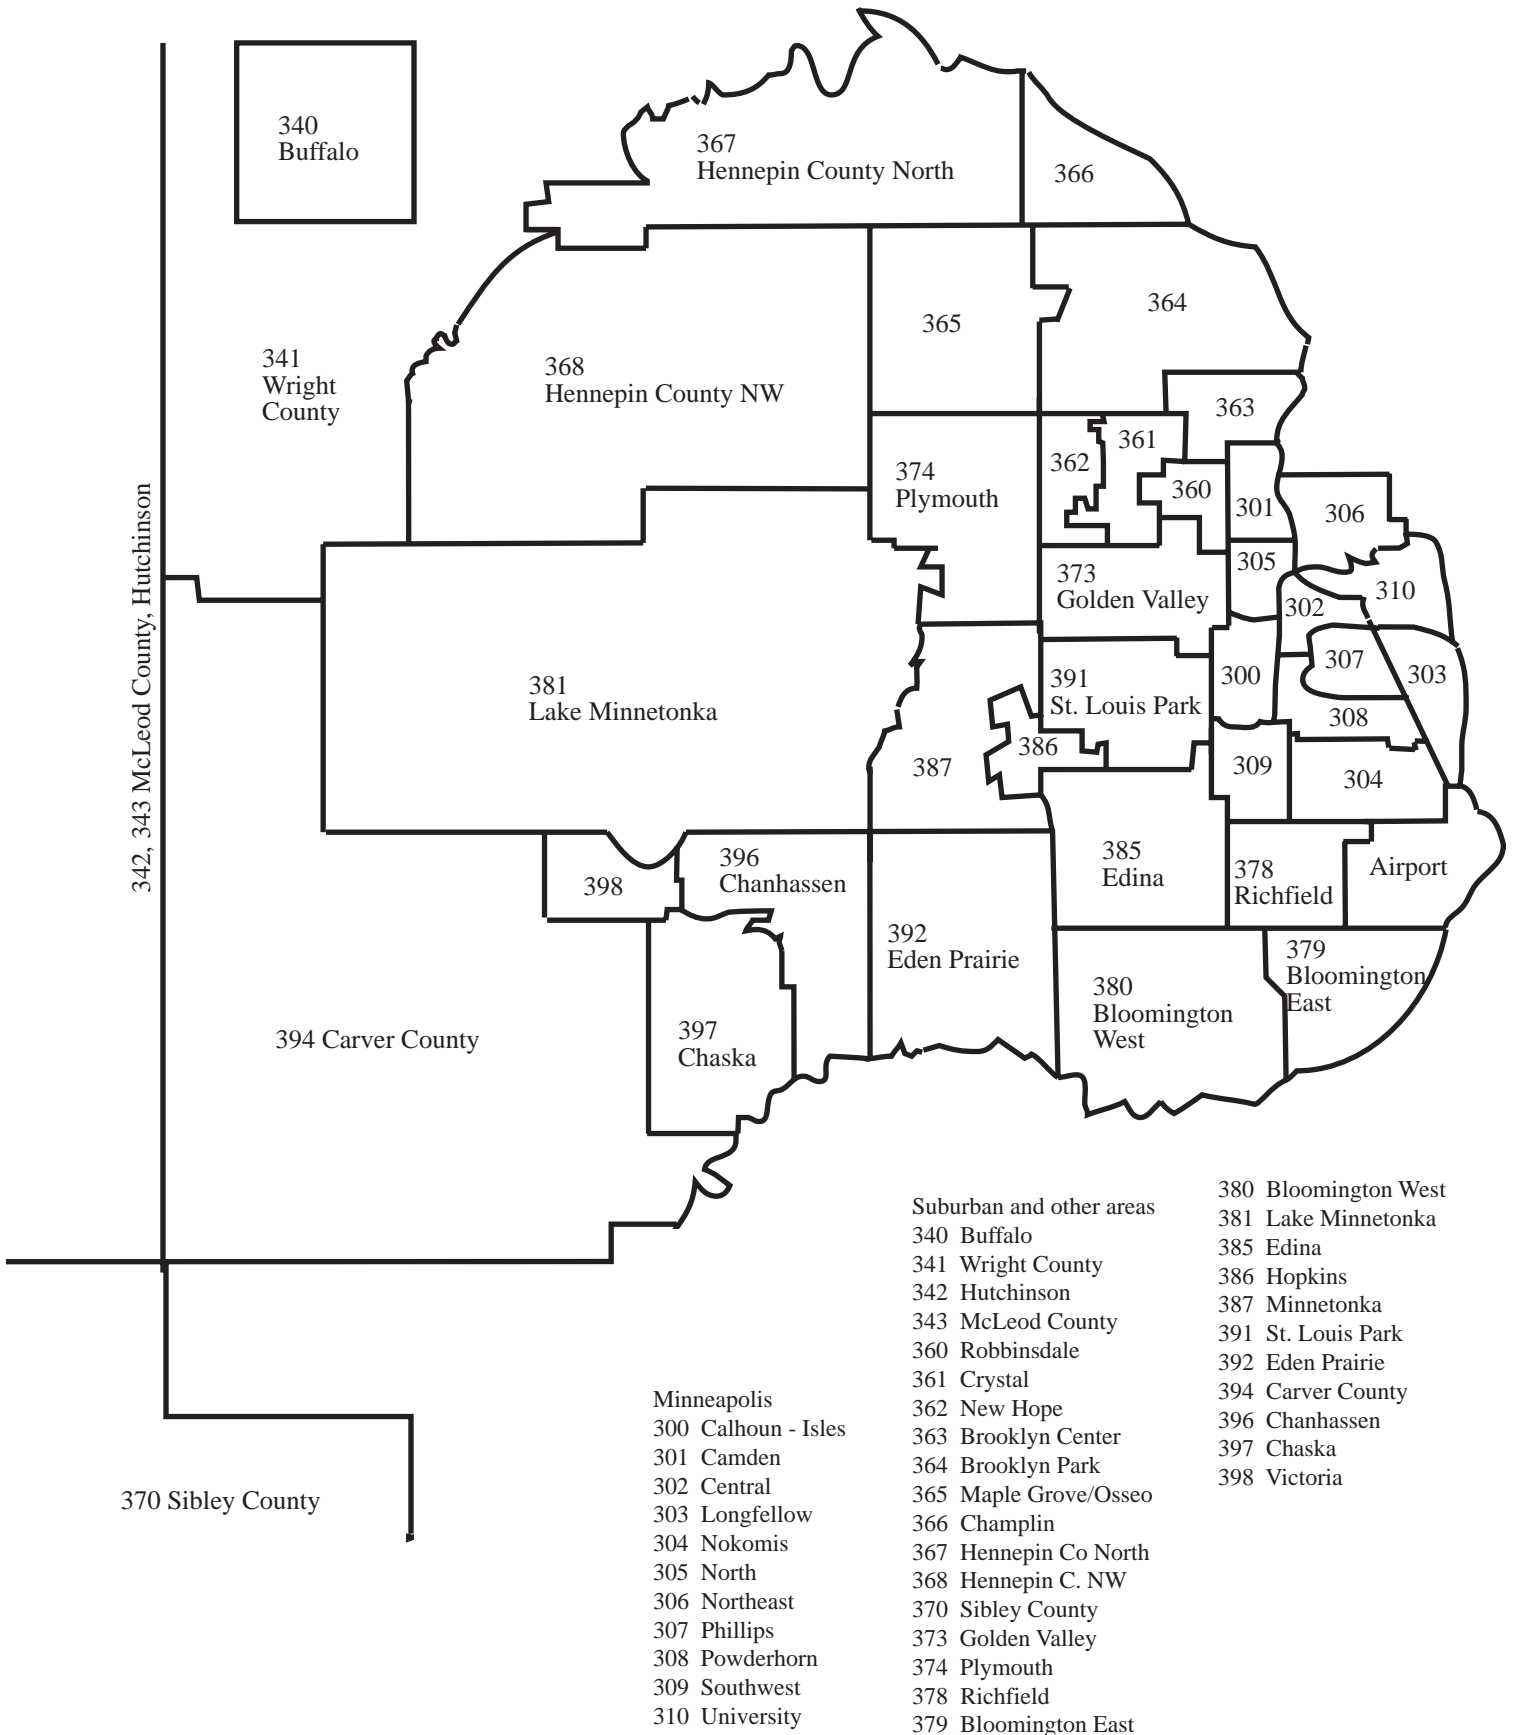 340
Buffalo
367
Hennepin County North
366
341
Wright
County
368
Hennepin County NW
365
364
363
374
Plymouth
362
361
360
301
306
342, 343 McLeod County, Hutchinson
373
Golden Valley
305
302
310
381
Lake Minnetonka
391
St. Louis Park
300
307
303
308
387
386
309
304
398
396
Chanhassen
385
Edina
378
Richfield
Airport
392
Eden Prairie
379
Bloomington
East
380
Bloomington
West
394 Carver County
397
Chaska
370 Sibley County
Minneapolis
300 Calhoun - Isles
301 Camden
302 Central
303 Longfellow
304 Nokomis
305 North
306 Northeast
307 Phillips
308 Powderhorn
309 Southwest
310 University
Suburban and other areas
340 Buffalo
341 Wright County
342 Hutchinson
343 McLeod County
360 Robbinsdale
361 Crystal
362 New Hope
363 Brooklyn Center
364 Brooklyn Park
365 Maple Grove/Osseo
366 Champlin
367 Hennepin Co North
368 Hennepin C. NW
370 Sibley County
373 Golden Valley
374 Plymouth
378 Richfield
379 Bloomington East
380 Bloomington West
381 Lake Minnetonka
385 Edina
386 Hopkins
387 Minnetonka
391 St. Louis Park
392 Eden Prairie
394 Carver County
396 Chanhassen
397 Chaska
398 Victoria